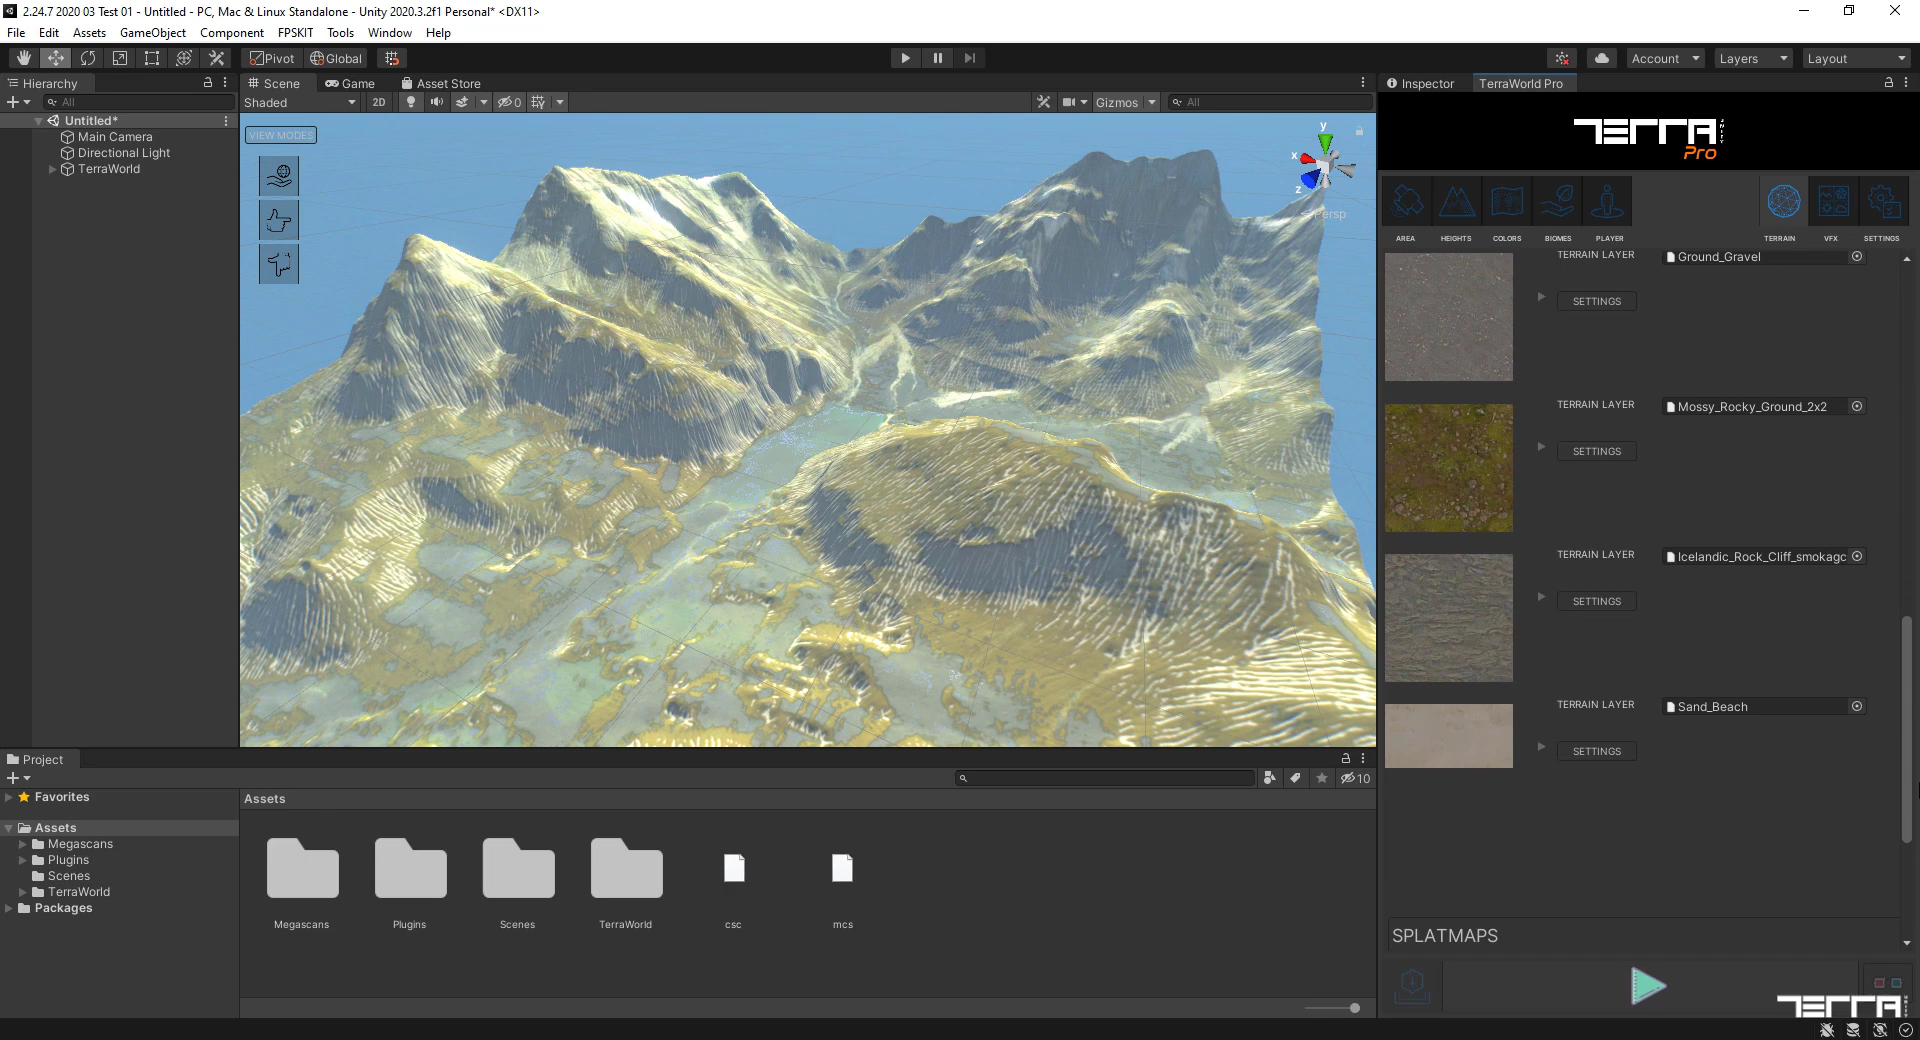 2.24.7 2020 03 Test 01 - Untitled - PC, Mac & Linux Standalone - Unity 2020.3.2f1 Personal* <DX11>
File Edit Assets GameObject Component FPSKIT Tools Window Help
Pivot Global Account Layers Layout
Hierarchy
All
Untitled*
Main Camera
Directional Light
TerraWorld
Scene Game Asset Store
Shaded 2D 0 Gizmos All
VIEW MODES
y
x
z
Persp
Inspector TerraWorld Pro
TERRA UNITY
Pro
AREA HEIGHTS COLORS BIOMES PLAYER TERRAIN VFX SETTINGS
TERRAIN LAYER Ground_Gravel
SETTINGS
TERRAIN LAYER Mossy_Rocky_Ground_2x2
SETTINGS
TERRAIN LAYER Icelandic_Rock_Cliff_smokagc
SETTINGS
TERRAIN LAYER Sand_Beach
SETTINGS
SPLATMAPS
TERRA
Project
10
Favorites
Assets
Megascans
Plugins
Scenes
TerraWorld
Packages
Assets
Megascans Plugins Scenes TerraWorld csc mcs